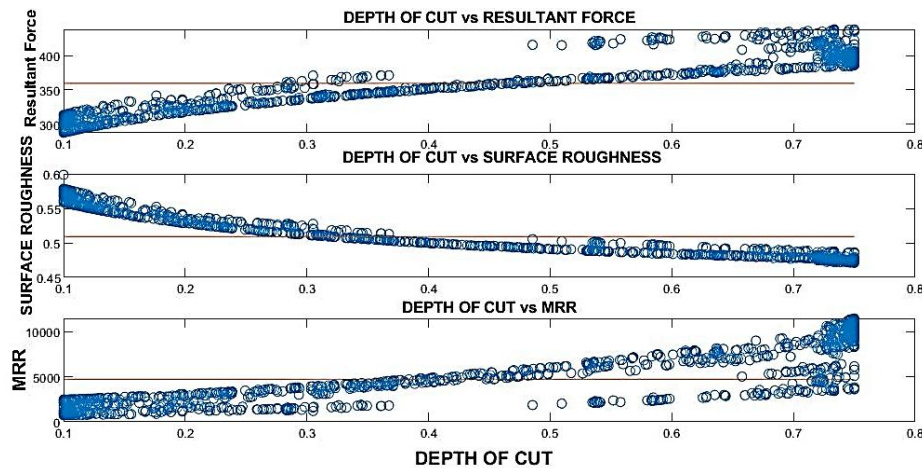 DEPTH OF CUT vs RESULTANT FORCE
Resultant Force
400
350
300
0.1 0.2 0.3 0.4 0.5 0.6 0.7 0.8
DEPTH OF CUT vs SURFACE ROUGHNESS
SURFACE ROUGHNESS
0.6
0.55
0.5
0.45
0.1 0.2 0.3 0.4 0.5 0.6 0.7 0.8
DEPTH OF CUT vs MRR
MRR
10000
5000
0
0.1 0.2 0.3 0.4 0.5 0.6 0.7 0.8
DEPTH OF CUT